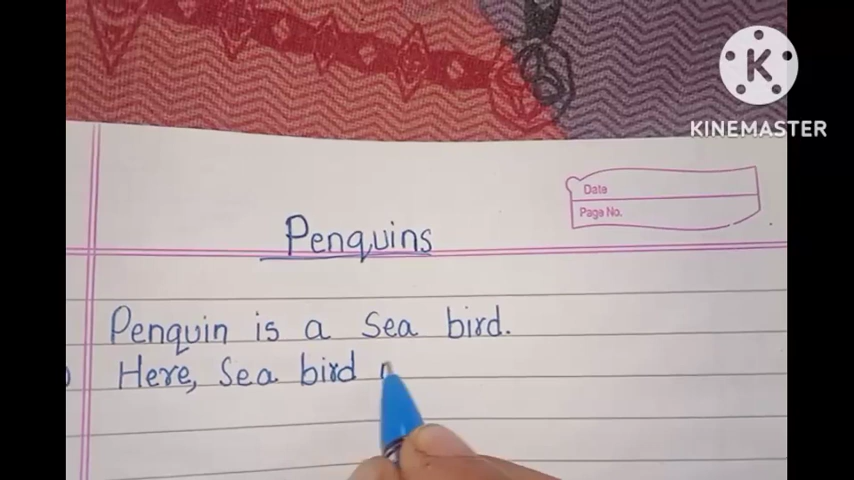 KINEMASTER
Date
Page No.
Penquins
Penquin is a Sea bird.
Here, Sea bird